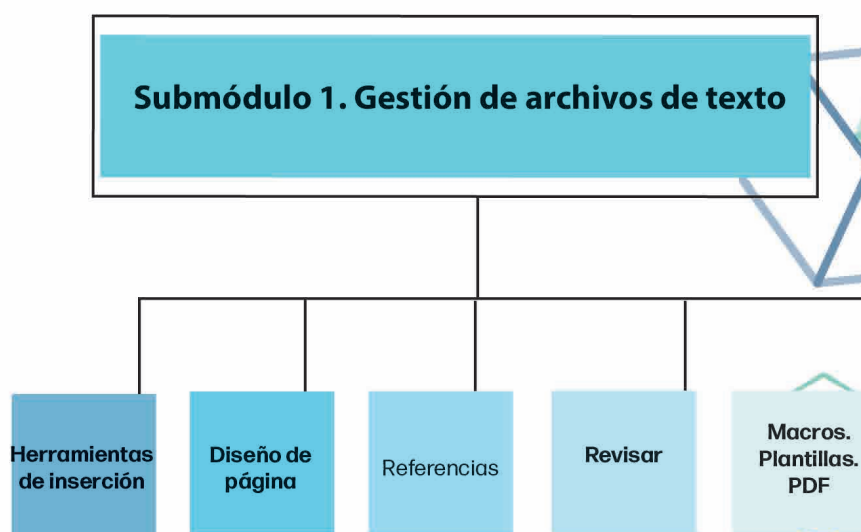 Submódulo 1. Gestión de archivos de texto
Herramientas
de inserción
Diseño de
página
Referencias
Revisar
Macros.
Plantillas.
PDF